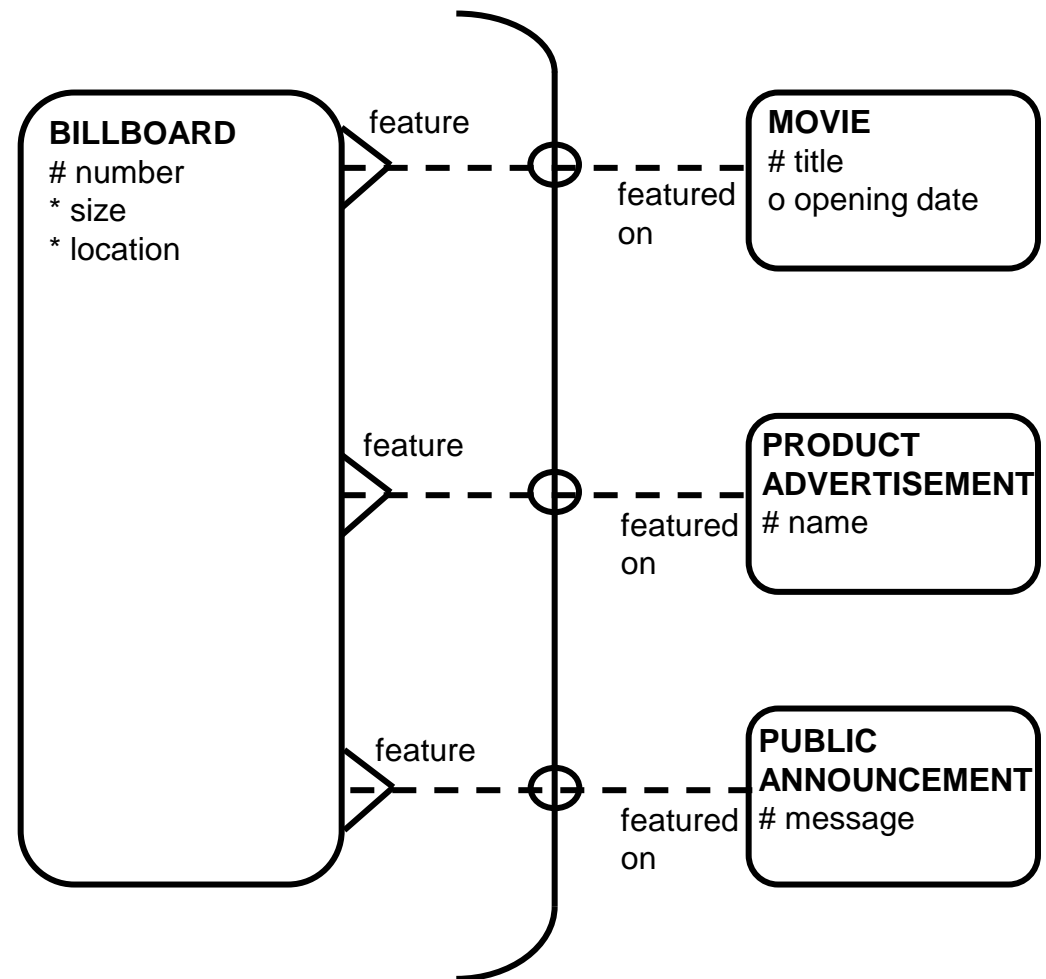 BILLBOARD
# number
* size
* location
feature
featured
on
MOVIE
# title
o opening date
feature
featured
on
PRODUCT
ADVERTISEMENT
# name
feature
featured
on
PUBLIC
ANNOUNCEMENT
# message